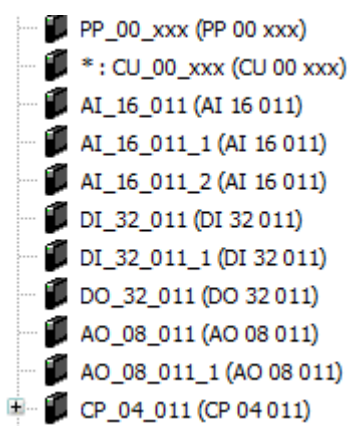 PP_00_xxx (PP 00 xxx)
* : CU_00_xxx (CU 00 xxx)
AI_16_011 (AI 16 011)
AI_16_011_1 (AI 16 011)
AI_16_011_2 (AI 16 011)
DI_32_011 (DI 32 011)
DI_32_011_1 (DI 32 011)
DO_32_011 (DO 32 011)
AO_08_011 (AO 08 011)
AO_08_011_1 (AO 08 011)
CP_04_011 (CP 04 011)